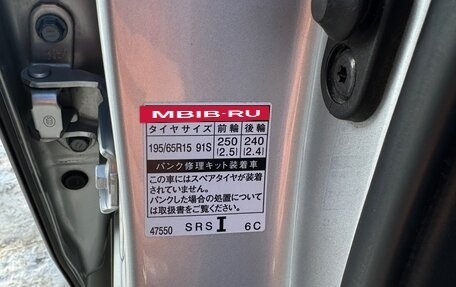 MBIB-RU
タイヤサイズ 前輪 後輪
195/65R15 91S 250 240
(2.5) (2.4)
パンク修理キット装着車
この車にはスペアタイヤが装着
されていません。
パンクした場合の処置について
は取扱書をご覧ください。
47550 SRS I 6C